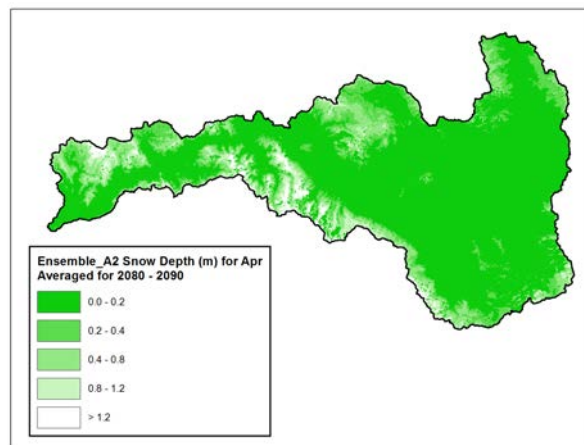 Ensemble_A2 Snow Depth (m) for Apr
Averaged for 2080 - 2090
0.0 - 0.2
0.2 - 0.4
0.4 - 0.8
0.8 - 1.2
> 1.2